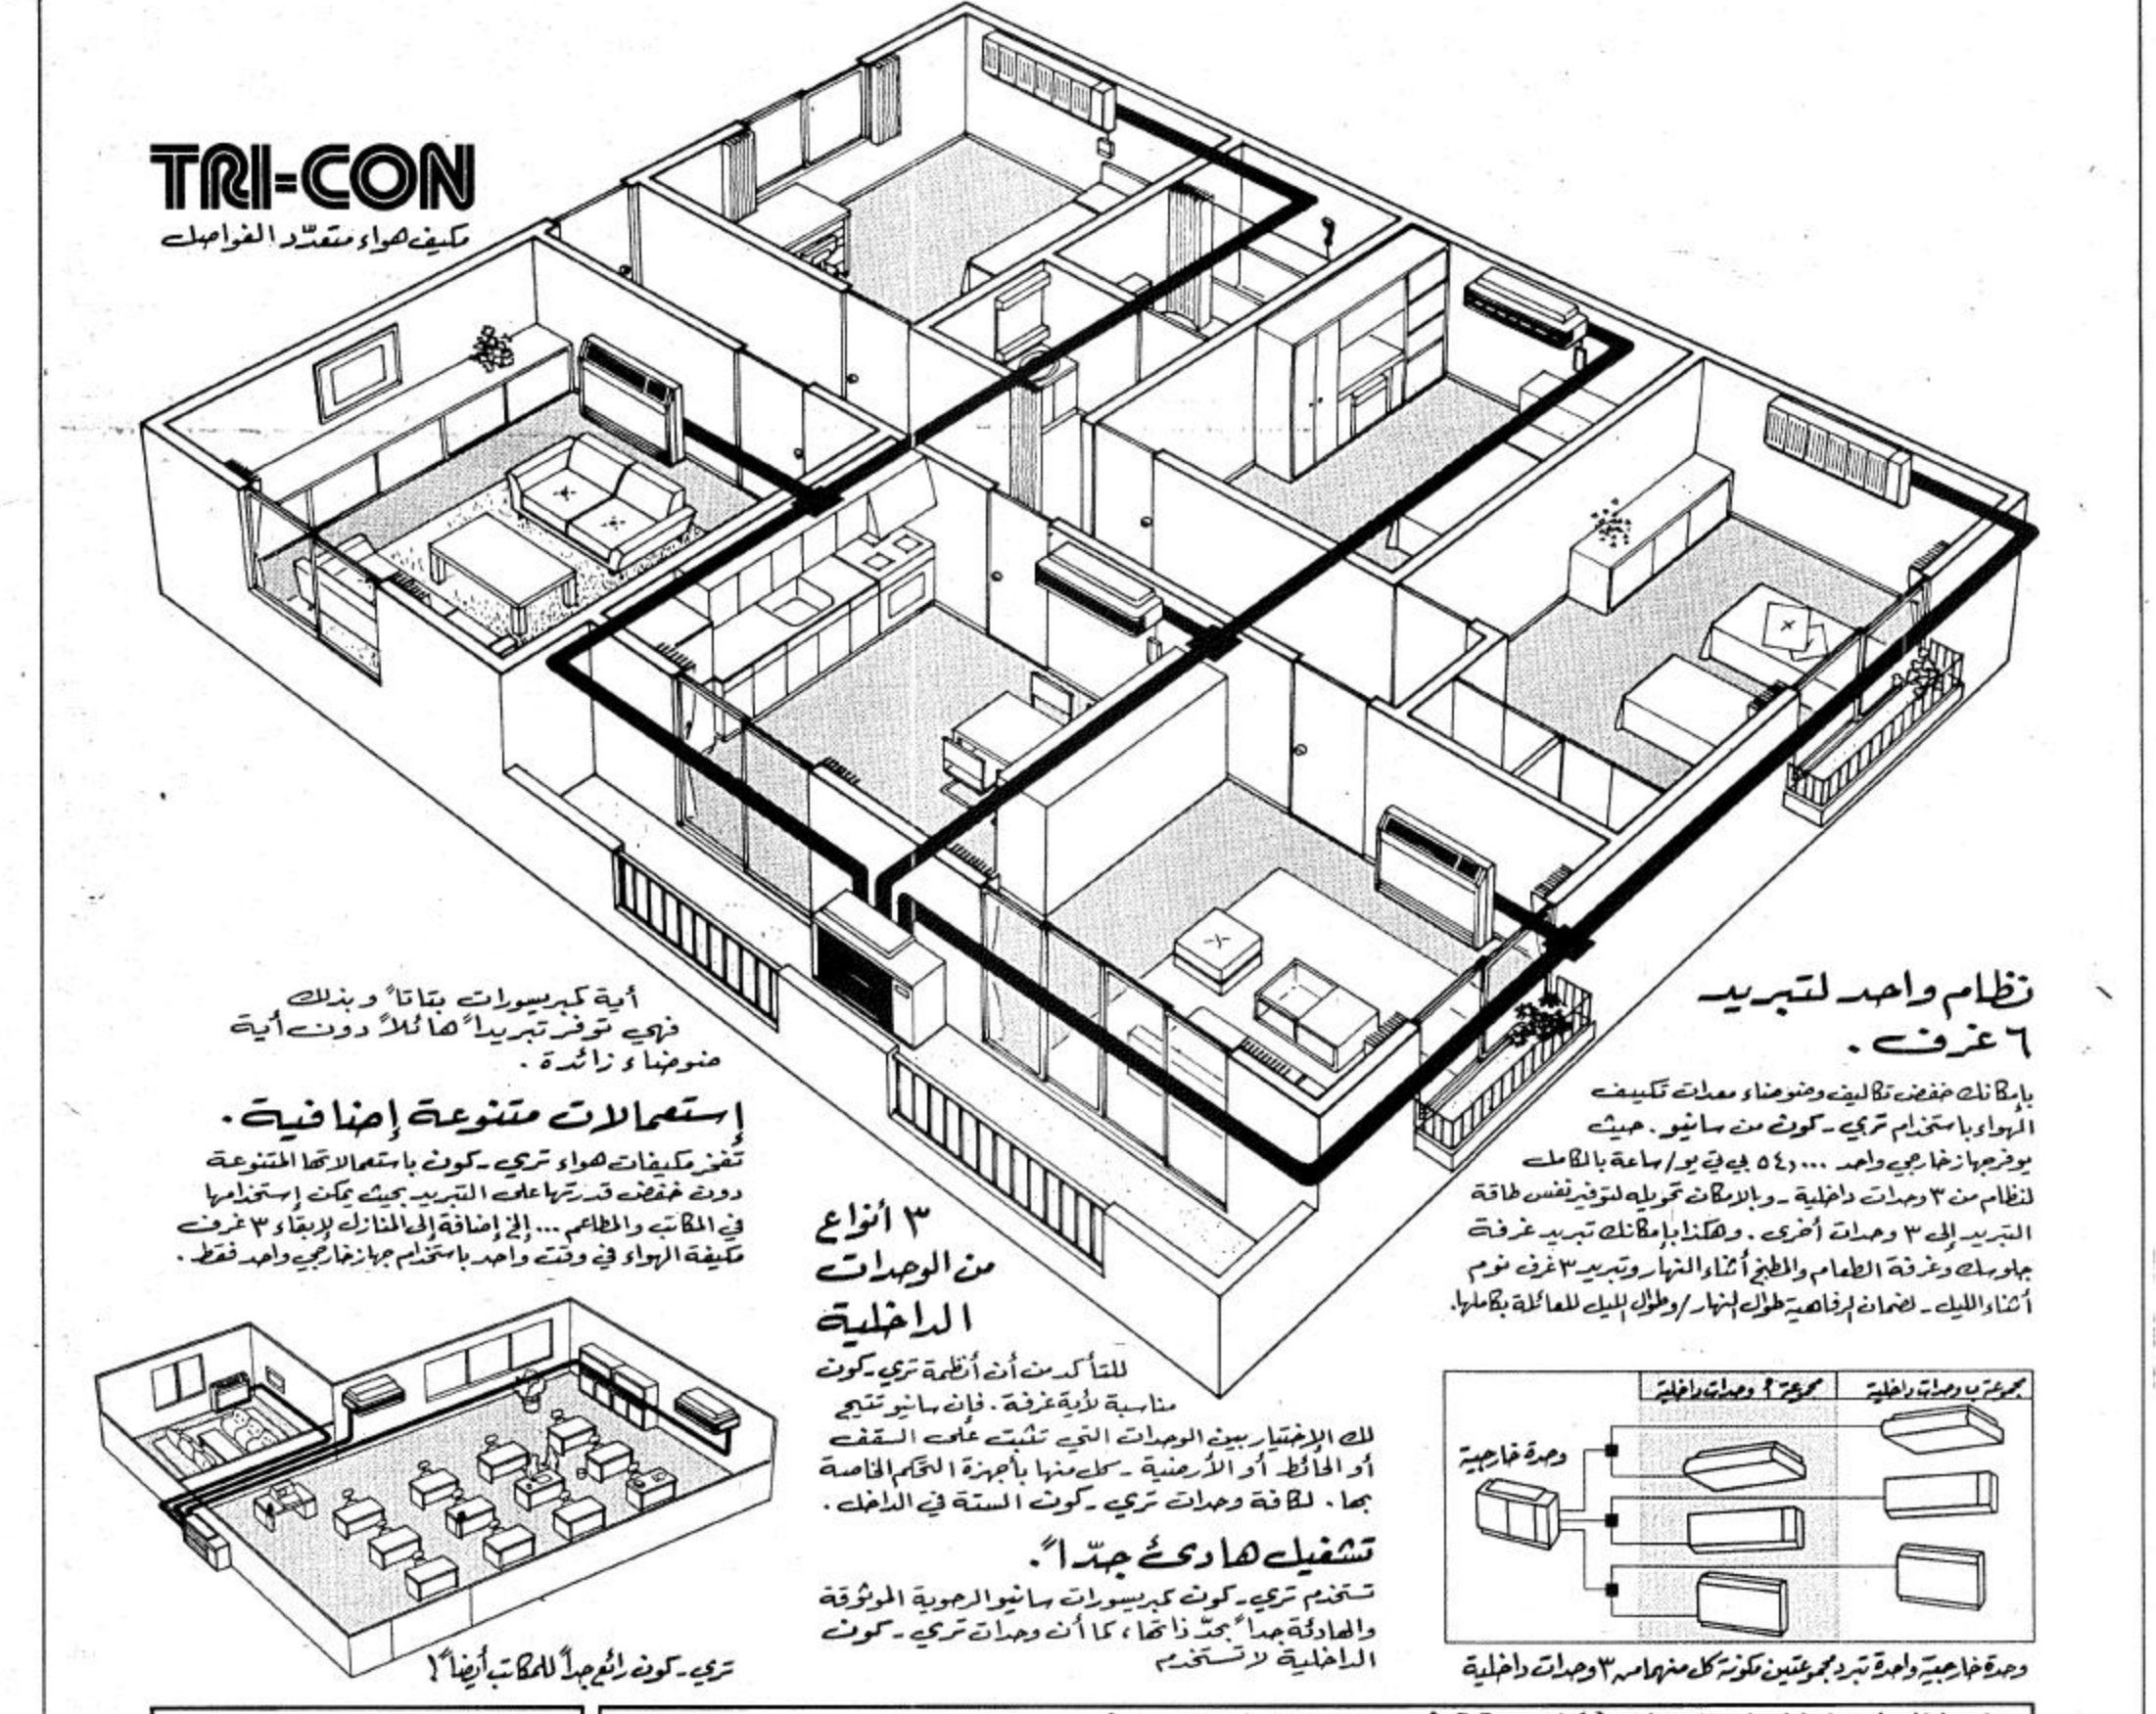 TRI-CON
مكيف هواء متعدّد الفواصل
نظام واحد لتبريد
٦ غرف .
بإمكانك خفض تكاليف وضوضاء معدات تكييف
الهواء باستخدام تري - كون من سانيو . حيث
يوفر جهاز خارجي واحد ٥٤,٠٠٠ بي تي يو/ساعة بالكامل
لنظام من ٣ وحدات داخلية - وبالامكان تحويله لتوفير نفس طاقة
التبريد إلى ٣ وحدات أخرى . وهكذا بإمكانك تبريد غرفة
جلوسك وغرفة الطعام والمطبخ أثناء النهار وتبريد ٣ غرف نوم
أثناء الليل - لضمان لرفاهية طوال لنهار /وطوال الليل للعائلة بكاملها.
مجموعة ب وحدات داخلية
مجموعة أ وحدات داخلية
وحدة خارجية
وحدة خارجية واحدة تبرد مجموعتين مكونة كل منهما من ٣ وحدات داخلية
٣ أنواع
من الوحدات
الداخلية
للتأكد من أن أنظمة تري - كون
مناسبة لأية غرفة . فإن سانيو تتيح
لك الإختيار بين الوحدات التي تثبت على السقف
أو الحائط أو الأرضية - كل منها بأجهزة التحكم الخاصة
بها . لكافة وحدات تري - كون الستة في الداخل .
تشغيل هادئ جدّاً .
تستخدم تري - كون كمبريسورات سانيو الرحوية الموثوقة
والهادئة جداً بحدّ ذاتها ، كما أن وحدات تري - كون
الداخلية لا تستخدم
أية كمبريسورات بتاتاً وبذلك
فهي توفر تبريداً هائلاً دون أية
ضوضاء زائدة .
إستعمالات متنوعة إضافية .
تفخر مكيفات هواء تري - كون باستعمالاتها المتنوعة
دون خفض قدرتها على التبريد بحيث يمكن إستخدامها
في المكاتب والمطاعم ... إلخ إضافة إلى المنازل لإبقاء ٣ غرف
مكيفة الهواء في وقت واحد باستخدام جهاز خارجي واحد فقط .
تري - كون رائع جداً للمكاتب أيضاً !